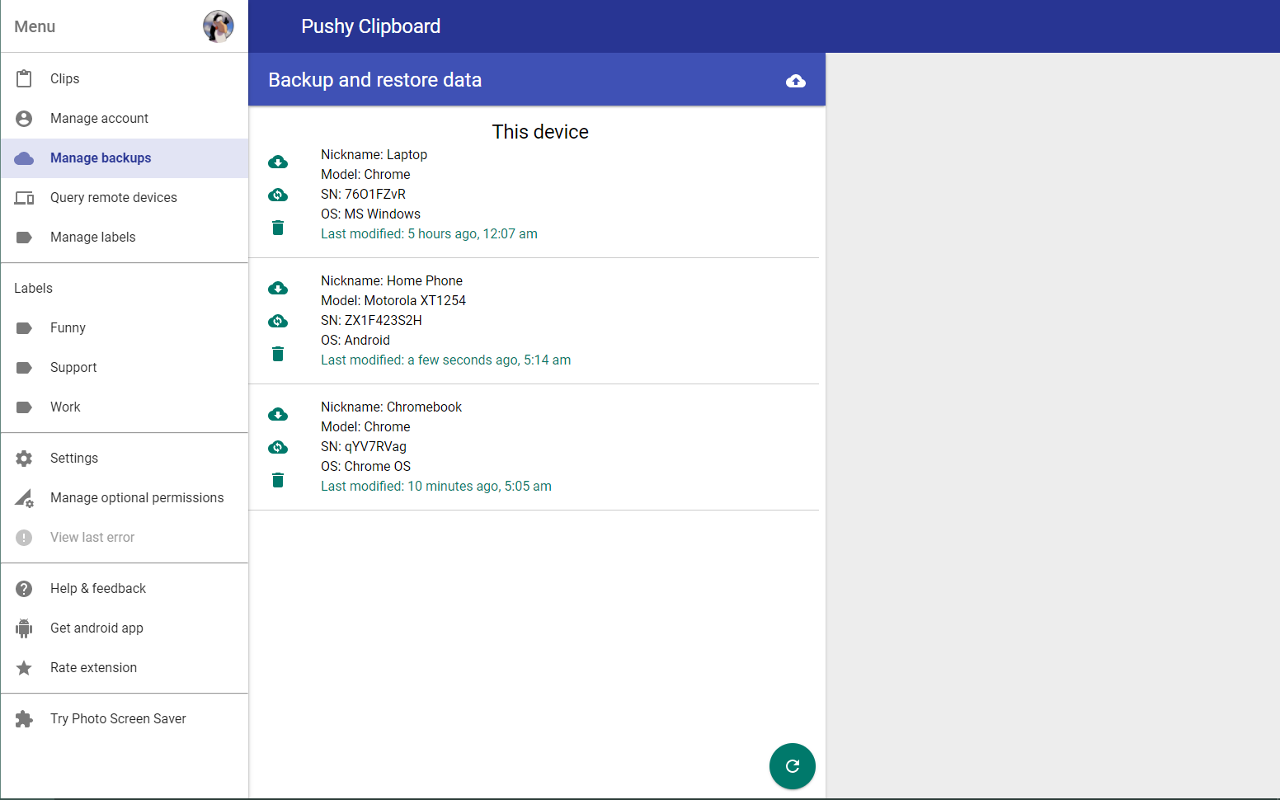 Menu
Pushy Clipboard
Clips
Manage account
Manage backups
Query remote devices
Manage labels
Labels
Funny
Support
Work
Settings
Manage optional permissions
View last error
Help & feedback
Get android app
Rate extension
Try Photo Screen Saver
Backup and restore data
This device
Nickname: Laptop
Model: Chrome
SN: 76O1FZvR
OS: MS Windows
Last modified: 5 hours ago, 12:07 am
Nickname: Home Phone
Model: Motorola XT1254
SN: ZX1F423S2H
OS: Android
Last modified: a few seconds ago, 5:14 am
Nickname: Chromebook
Model: Chrome
SN: qYV7RVag
OS: Chrome OS
Last modified: 10 minutes ago, 5:05 am